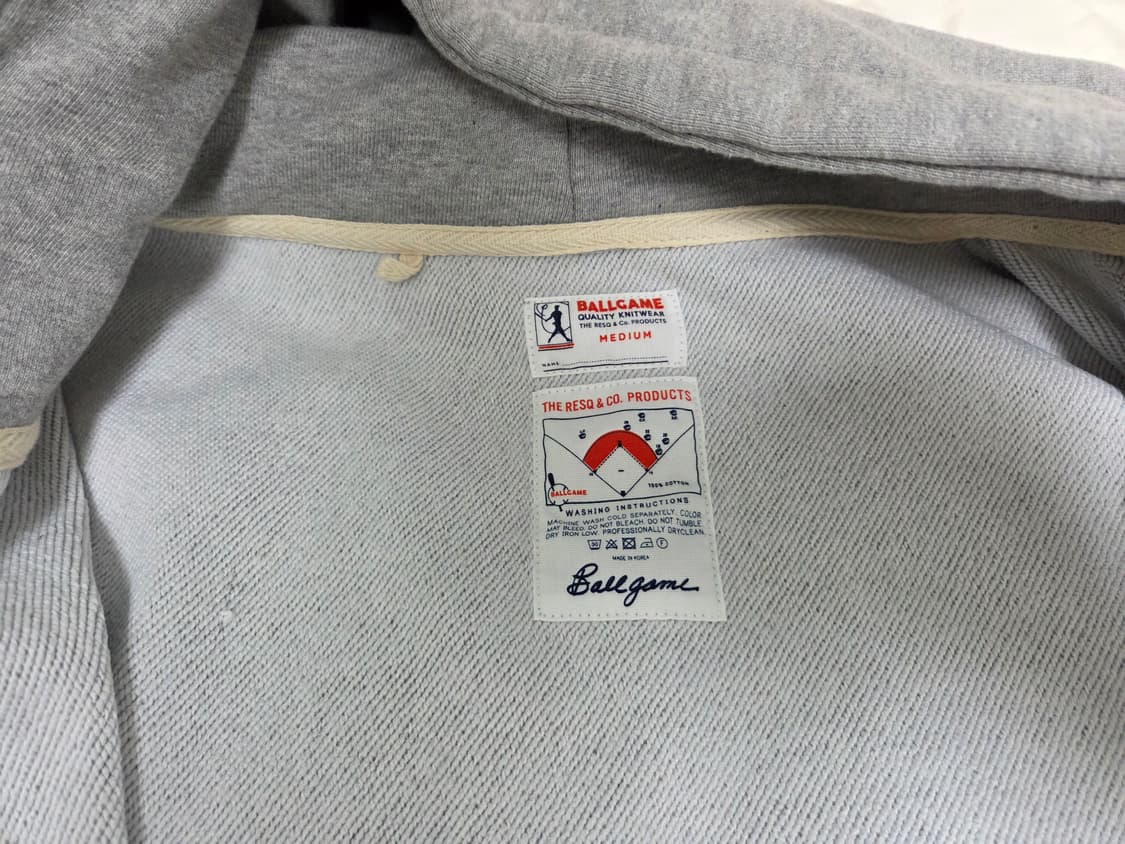 BALLGAME
QUALITY KNITWEAR
THE RESQ & Co. PRODUCTS
MEDIUM
NAME
THE RESQ & CO. PRODUCTS
BALLGAME
100% COTTON
WASHING INSTRUCTIONS
MACHINE WASH COLD SEPARATELY. COLOR
MAY BLEED. DO NOT BLEACH. DO NOT TUMBLE.
DRY IRON LOW. PROFESSIONALLY DRYCLEAN.
30 F
MADE IN KOREA
Ballgame